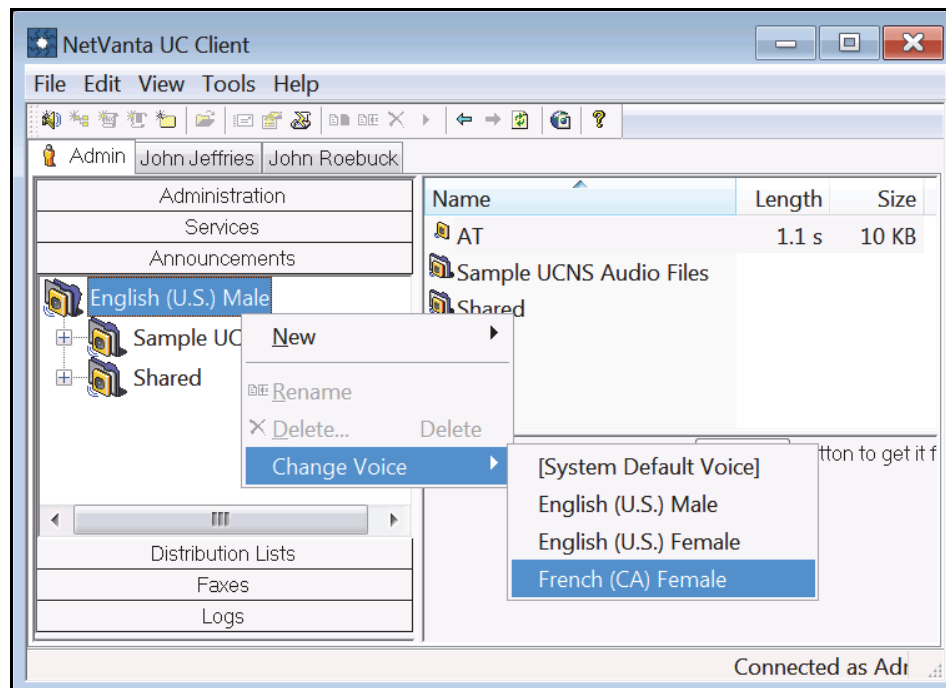 NetVanta UC Client
File Edit View Tools Help
Admin John Jeffries John Roebuck
Administration
Services
Announcements
English (U.S.) Male
Sample UC
Shared
Distribution Lists
Faxes
Logs
Name Length Size
AT 1.1 s 10 KB
Sample UCNS Audio Files
Shared
New
Rename
Delete... Delete
Change Voice
[System Default Voice]
English (U.S.) Male
English (U.S.) Female
French (CA) Female
tton to get it f
Connected as Adr